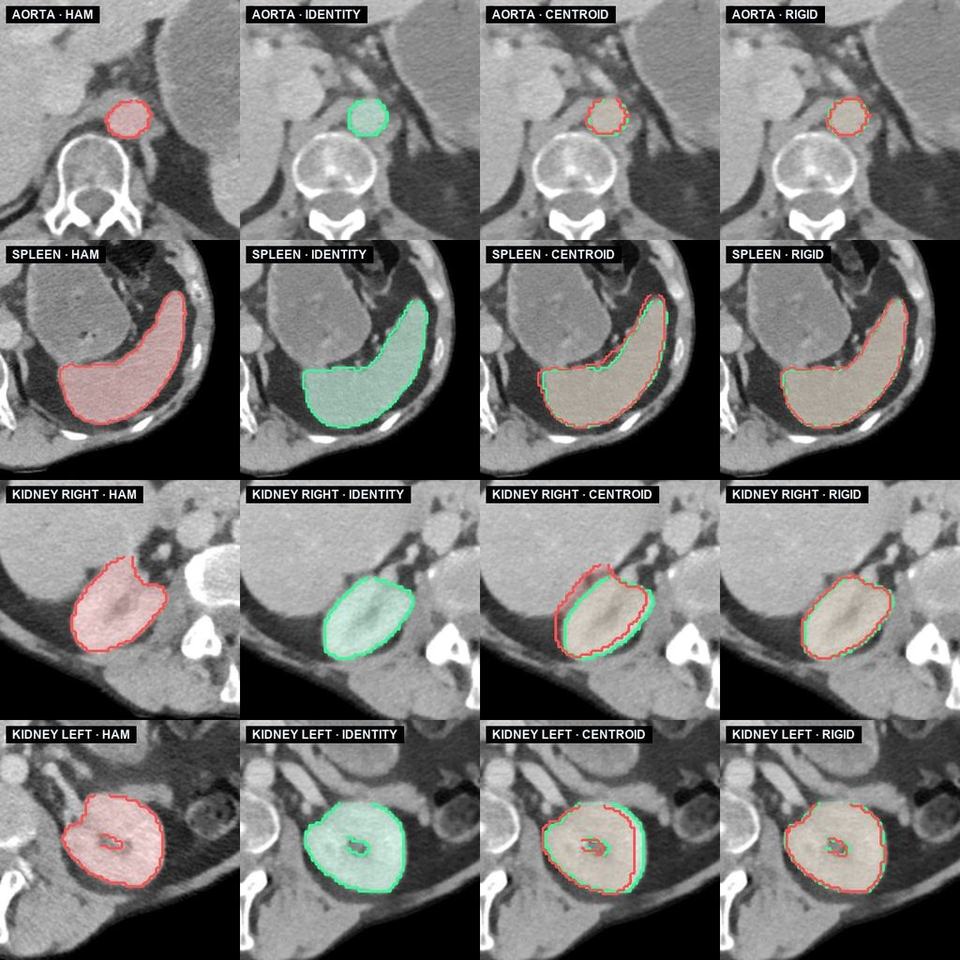 AORTA · HAM
AORTA · IDENTITY
AORTA · CENTROID
AORTA · RIGID
SPLEEN · HAM
SPLEEN · IDENTITY
SPLEEN · CENTROID
SPLEEN · RIGID
KIDNEY RIGHT · HAM
KIDNEY RIGHT · IDENTITY
KIDNEY RIGHT · CENTROID
KIDNEY RIGHT · RIGID
KIDNEY LEFT · HAM
KIDNEY LEFT · IDENTITY
KIDNEY LEFT · CENTROID
KIDNEY LEFT · RIGID